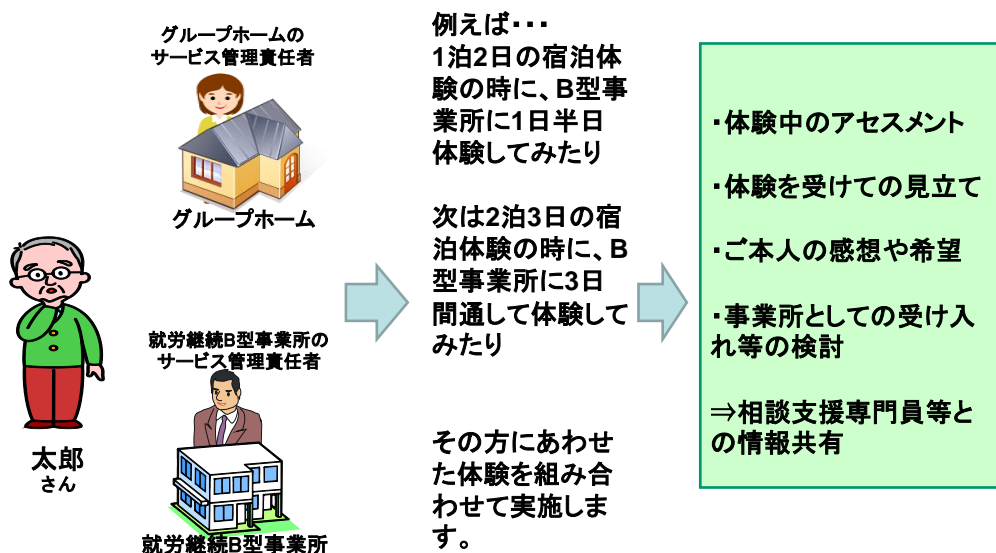 グループホームの
サービス管理責任者
グループホーム
太郎
さん
就労継続B型事業所の
サービス管理責任者
就労継続B型事業所
例えば・・・
1泊2日の宿泊体
験の時に、B型事
業所に1日半日
体験してみたり
次は2泊3日の宿
泊体験の時に、B
型事業所に3日
間通して体験して
みたり
その方にあわせ
た体験を組み合
わせて実施しま
す。
・体験中のアセスメント
・体験を受けての見立て
・ご本人の感想や希望
・事業所としての受け入
れ等の検討
⇒相談支援専門員等と
の情報共有